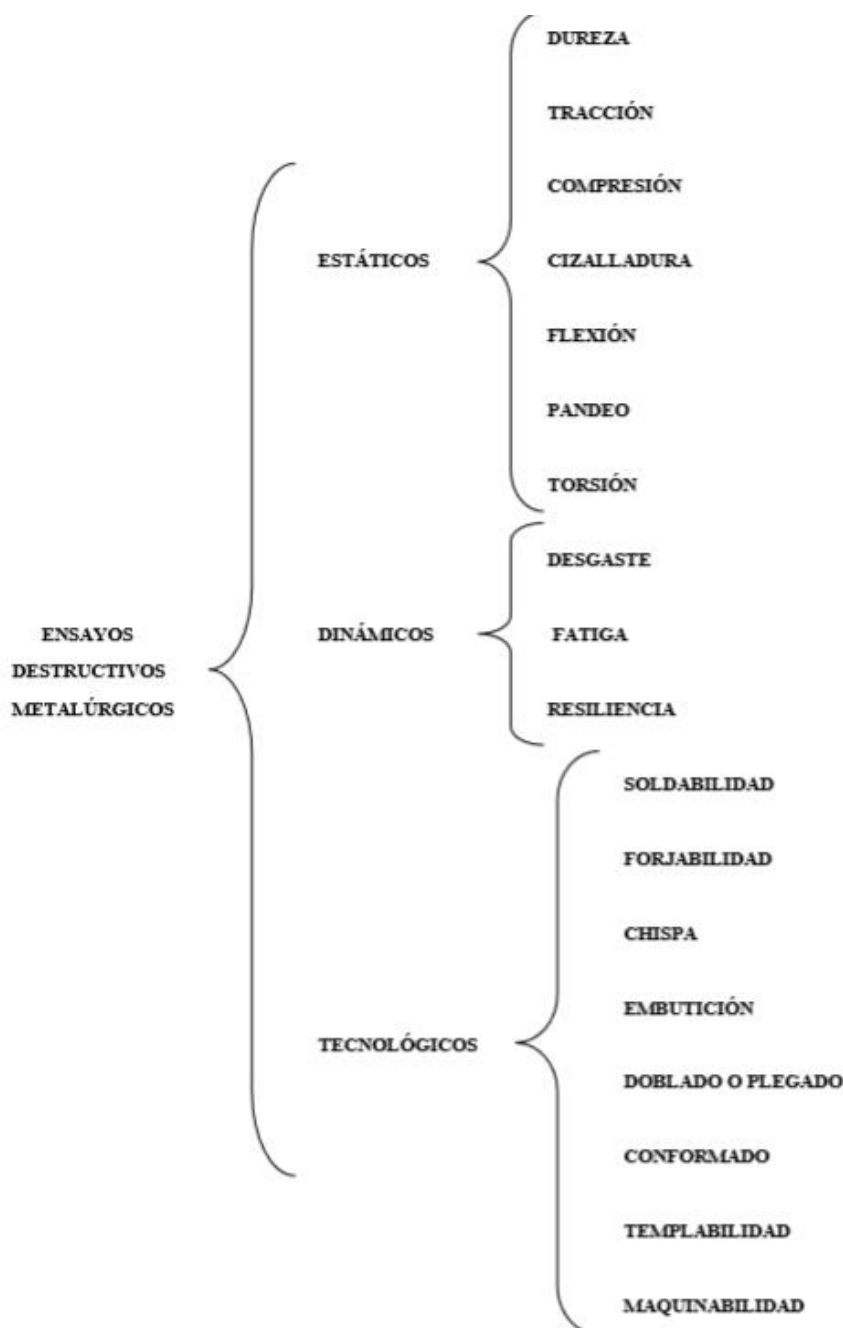 DUREZA
TRACCIÓN
COMPRESIÓN
ESTÁTICOS
CIZALLADURA
FLEXIÓN
PANDEO
TORSIÓN
DESGASTE
ENSAYOS
DESTRUCTIVOS
METALÚRGICOS
DINÁMICOS
FATIGA
RESILIENCIA
SOLDABILIDAD
FORJABILIDAD
CHISPA
EMBUTICIÓN
TECNOLÓGICOS
DOBLADO O PLEGADO
CONFORMADO
TEMPLABILIDAD
MAQUINABILIDAD